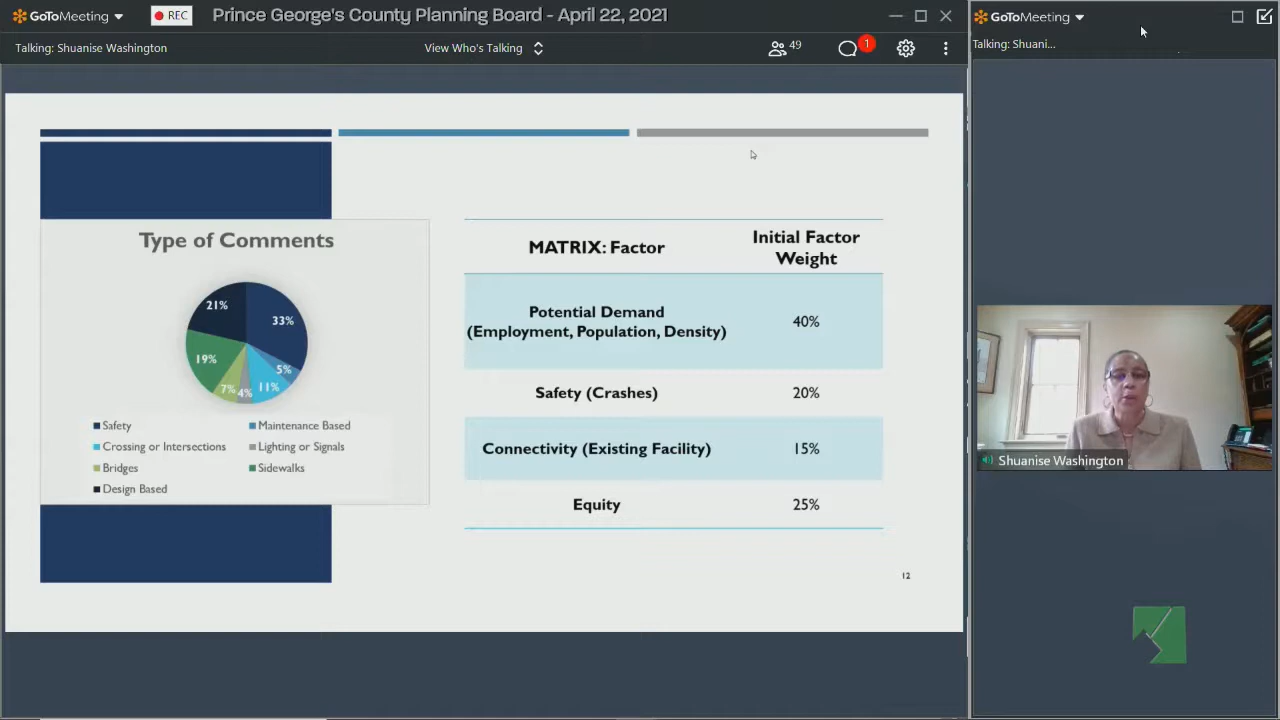 GoToMeeting
REC
Prince George's County Planning Board - April 22, 2021
Talking: Shuanise Washington
View Who's Talking
49
1
Type of Comments
33%
5%
11%
4%
7%
19%
21%
Safety
Maintenance Based
Crossing or Intersections
Lighting or Signals
Bridges
Sidewalks
Design Based
MATRIX: Factor
Initial Factor
Weight
Potential Demand
(Employment, Population, Density)
40%
Safety (Crashes)
20%
Connectivity (Existing Facility)
15%
Equity
25%
12
GoToMeeting
Talking: Shuani...
Shuanise Washington